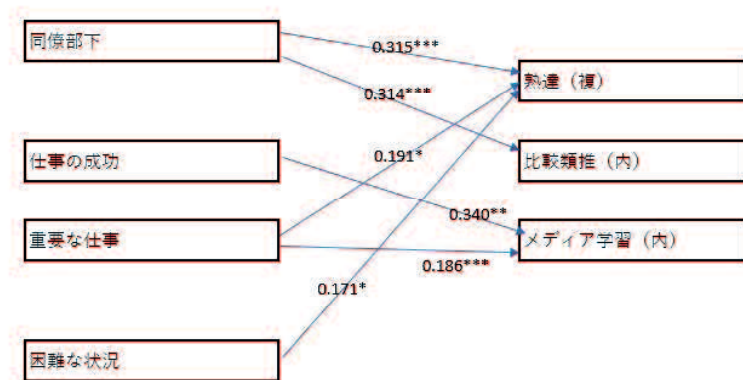 同僚部下
0.315***
熟達（複）
0.314***
仕事の成功
0.191*
比較類推（内）
0.340**
重要な仕事
メディア学習（内）
0.186***
0.171*
困難な状況